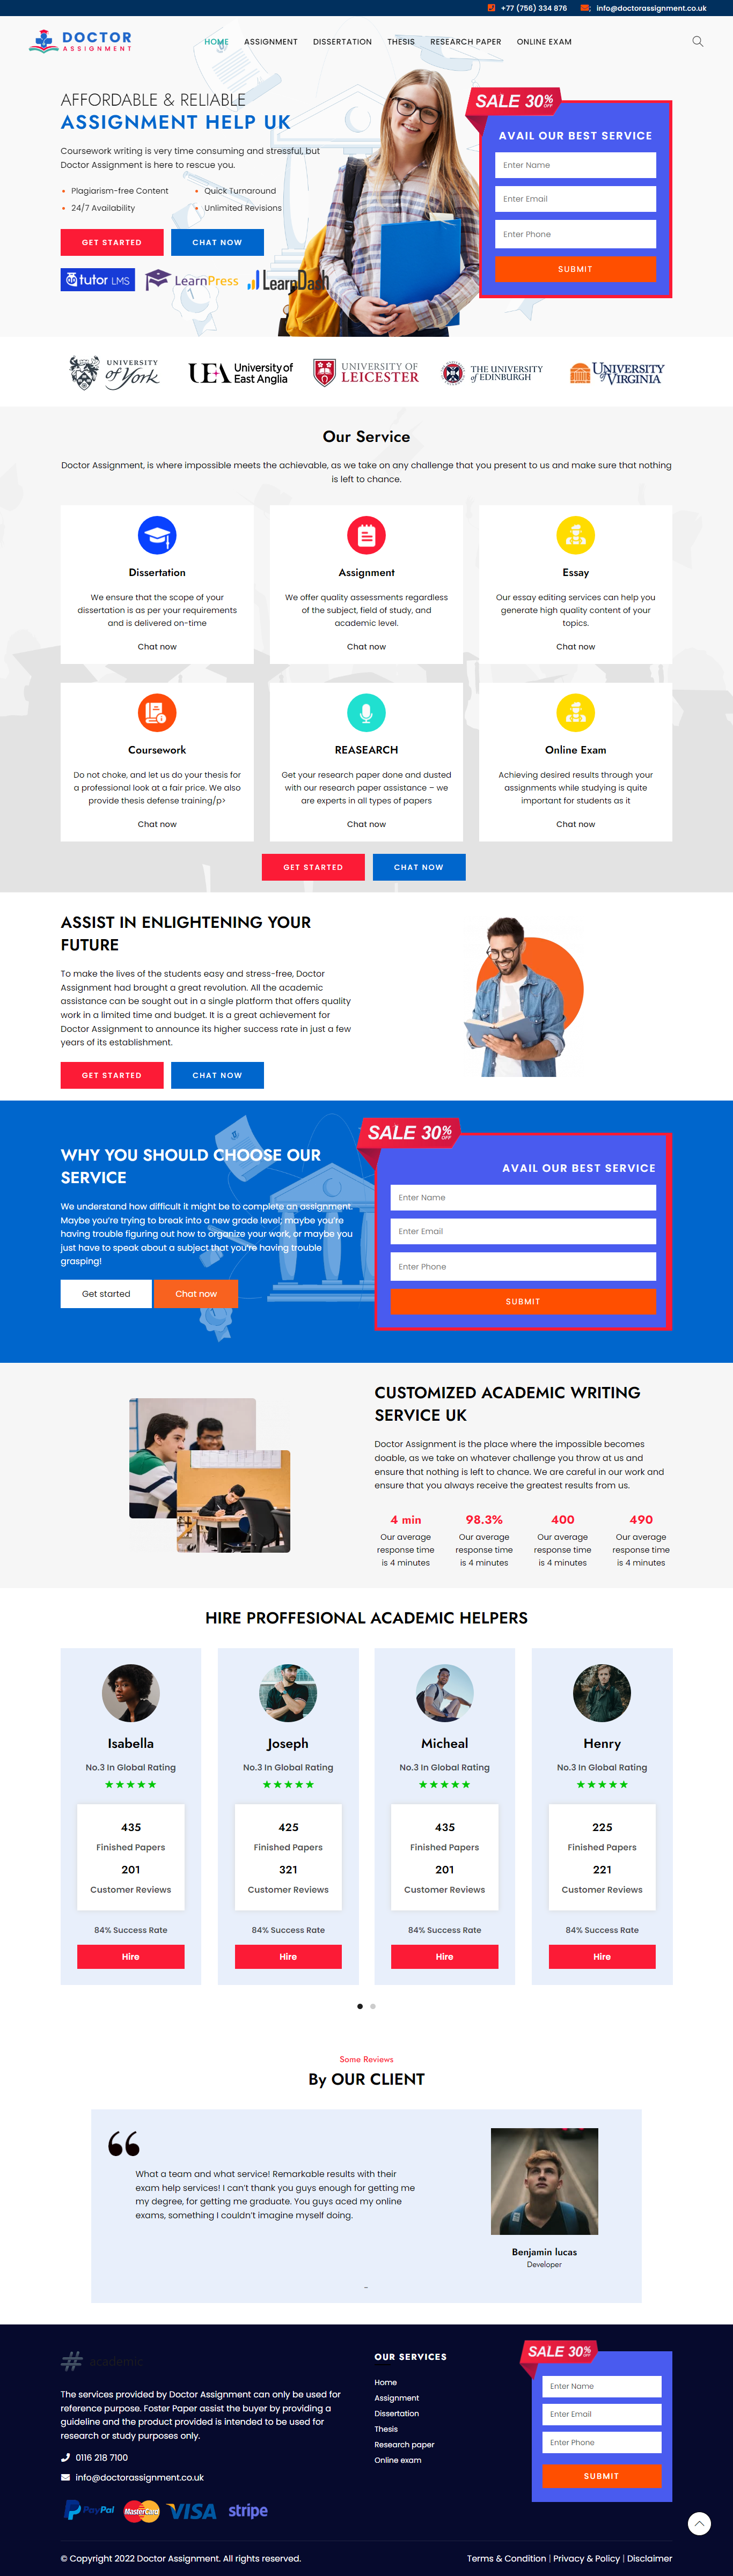 +77 (756) 334 876 info@doctorassignment.co.uk
DOCTOR
ASSIGNMENT
HOME ASSIGNMENT DISSERTATION THESIS RESEARCH PAPER ONLINE EXAM
AFFORDABLE & RELIABLE
ASSIGNMENT HELP UK
Coursework writing is very time consuming and stressful, but
Doctor Assignment is here to rescue you.
Plagiarism-free Content Quick Turnaround
24/7 Availability Unlimited Revisions
GET STARTED CHAT NOW
tutor LMS LearnPress LearnDash
SALE 30% OFF
AVAIL OUR BEST SERVICE
Enter Name
Enter Email
Enter Phone
SUBMIT
UNIVERSITY
of York
UEA University of
East Anglia
UNIVERSITY OF
LEICESTER
THE UNIVERSITY
of EDINBURGH
UNIVERSITY
of VIRGINIA
Our Service
Doctor Assignment, is where impossible meets the achievable, as we take on any challenge that you present to us and make sure that nothing
is left to chance.
Dissertation
We ensure that the scope of your
dissertation is as per your requirements
and is delivered on-time
Chat now
Assignment
We offer quality assessments regardless
of the subject, field of study, and
academic level.
Chat now
Essay
Our essay editing services can help you
generate high quality content of your
topics.
Chat now
Coursework
Do not choke, and let us do your thesis for
a professional look at a fair price. We also
provide thesis defense training/p>
Chat now
REASEARCH
Get your research paper done and dusted
with our research paper assistance – we
are experts in all types of papers
Chat now
Online Exam
Achieving desired results through your
assignments while studying is quite
important for students as it
Chat now
GET STARTED CHAT NOW
ASSIST IN ENLIGHTENING YOUR
FUTURE
To make the lives of the students easy and stress-free, Doctor
Assignment had brought a great revolution. All the academic
assistance can be sought out in a single platform that offers quality
work in a limited time and budget. It is a great achievement for
Doctor Assignment to announce its higher success rate in just a few
years of its establishment.
GET STARTED CHAT NOW
WHY YOU SHOULD CHOOSE OUR
SERVICE
We understand how difficult it might be to complete an assignment.
Maybe you're trying to break into a new grade level; maybe you're
having trouble figuring out how to organize your work, or maybe you
just have to speak about a subject that you're having trouble
grasping!
Get started Chat now
SALE 30% OFF
AVAIL OUR BEST SERVICE
Enter Name
Enter Email
Enter Phone
SUBMIT
CUSTOMIZED ACADEMIC WRITING
SERVICE UK
Doctor Assignment is the place where the impossible becomes
doable, as we take on whatever challenge you throw at us and
ensure that nothing is left to chance. We are careful in our work and
ensure that you always receive the greatest results from us.
4 min 98.3% 400 490
Our average Our average Our average Our average
response time response time response time response time
is 4 minutes is 4 minutes is 4 minutes is 4 minutes
HIRE PROFFESIONAL ACADEMIC HELPERS
Isabella Joseph Micheal Henry
No.3 In Global Rating No.3 In Global Rating No.3 In Global Rating No.3 In Global Rating
435 425 435 225
Finished Papers Finished Papers Finished Papers Finished Papers
201 321 201 221
Customer Reviews Customer Reviews Customer Reviews Customer Reviews
84% Success Rate 84% Success Rate 84% Success Rate 84% Success Rate
Hire Hire Hire Hire
Some Reviews
By OUR CLIENT
What a team and what service! Remarkable results with their
exam help services! I can't thank you guys enough for getting me
my degree, for getting me graduate. You guys aced my online
exams, something I couldn't imagine myself doing.
Benjamin lucas
Developer
# academic
The services provided by Doctor Assignment can only be used for
reference purpose. Foster Paper assist the buyer by providing a
guideline and the product provided is intended to be used for
research or study purposes only.
0116 218 7100
info@doctorassignment.co.uk
PayPal MasterCard VISA stripe
OUR SERVICES
Home
Assignment
Dissertation
Thesis
Research paper
Online exam
SALE 30% OFF
Enter Name
Enter Email
Enter Phone
SUBMIT
© Copyright 2022 Doctor Assignment. All rights reserved. Terms & Condition | Privacy & Policy | Disclaimer